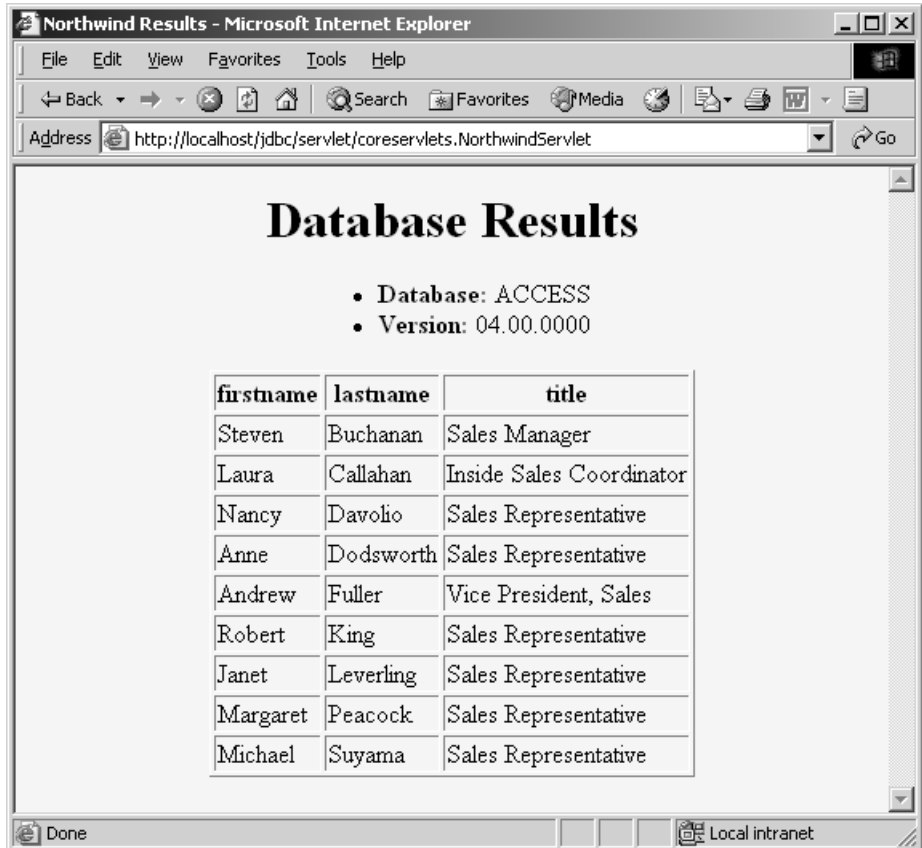 Northwind Results - Microsoft Internet Explorer
File Edit View Favorites Tools Help
Back Search Favorites Media
Address http://localhost/jdbc/servlet/coreservlets.NorthwindServlet Go
Database Results
• Database: ACCESS
• Version: 04.00.0000
firstname lastname title
Steven Buchanan Sales Manager
Laura Callahan Inside Sales Coordinator
Nancy Davolio Sales Representative
Anne Dodsworth Sales Representative
Andrew Fuller Vice President, Sales
Robert King Sales Representative
Janet Leverling Sales Representative
Margaret Peacock Sales Representative
Michael Suyama Sales Representative
Done Local intranet